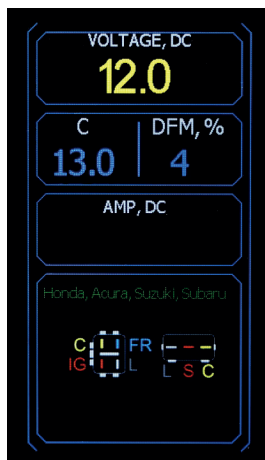 VOLTAGE, DC
12.0
C DFM, %
13.0 4
AMP, DC
Honda, Acura, Suzuki, Subaru
C FR
IG L
L S C